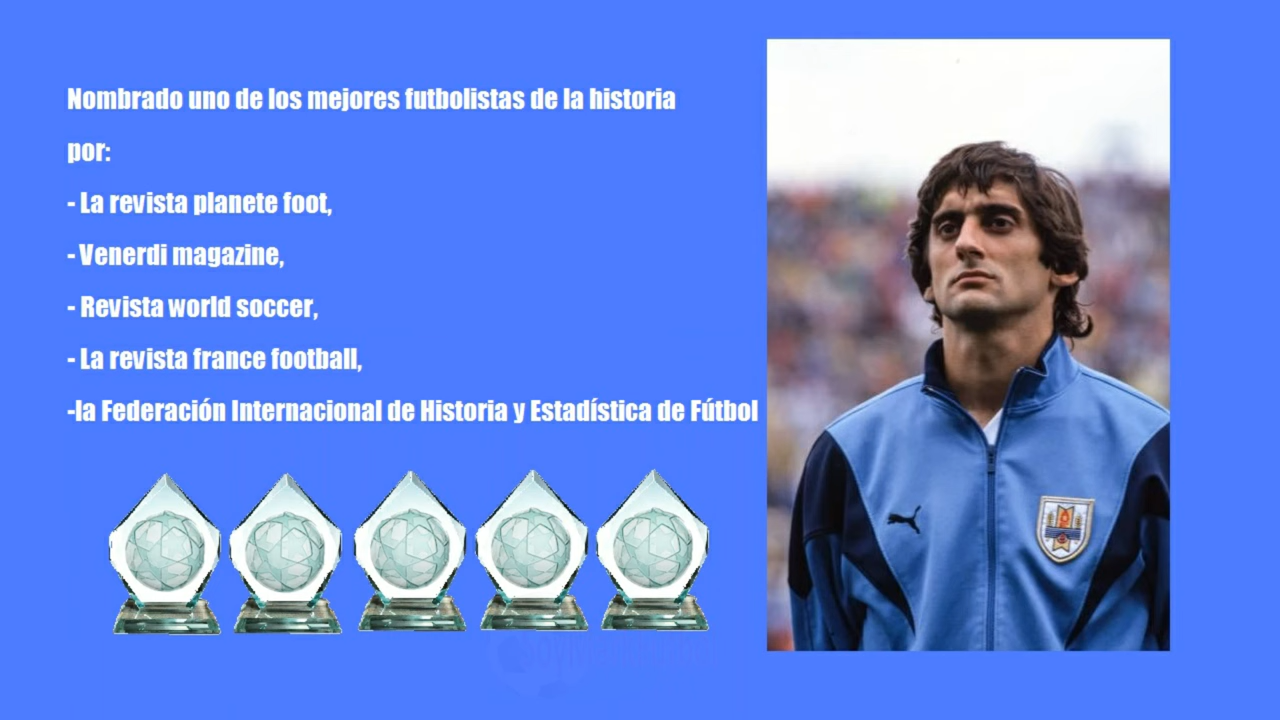 Nombrado uno de los mejores futbolistas de la historia
por:
- La revista planete foot,
- Venerdi magazine,
- Revista world soccer,
- La revista france football,
-la Federación Internacional de Historia y Estadística de Fútbol